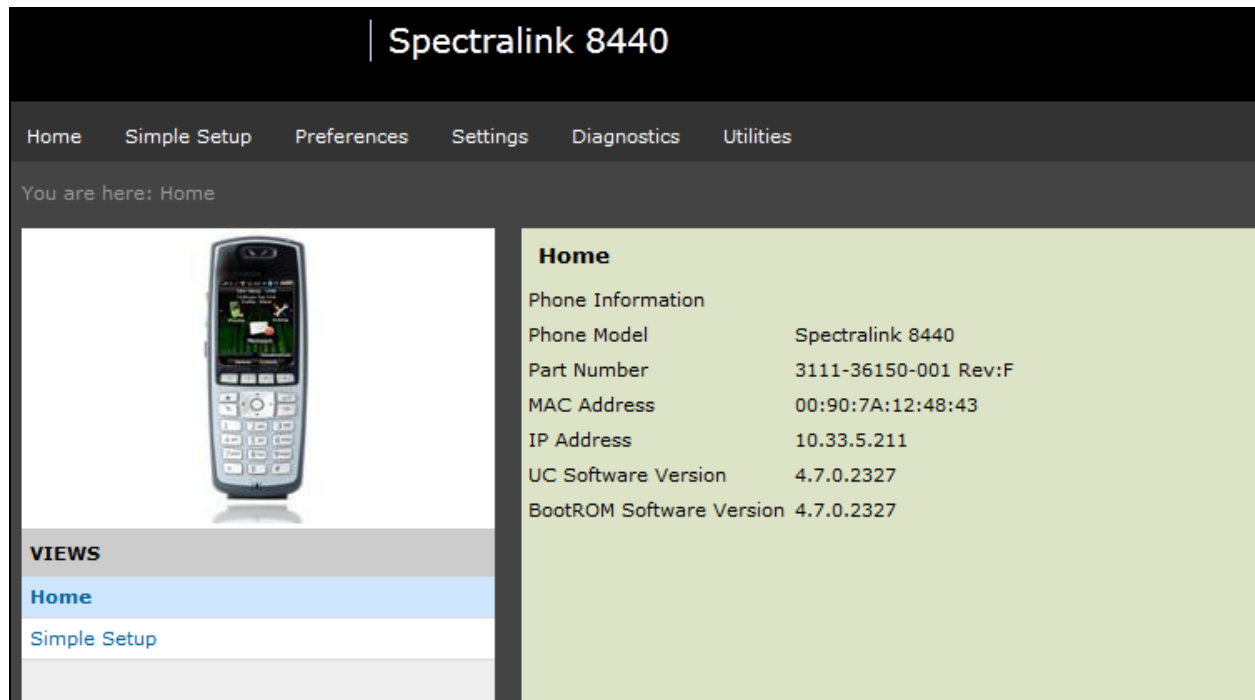 Spectralink 8440
Home Simple Setup Preferences Settings Diagnostics Utilities
You are here: Home
VIEWS
Home
Simple Setup
Home
Phone Information
Phone Model Spectralink 8440
Part Number 3111-36150-001 Rev:F
MAC Address 00:90:7A:12:48:43
IP Address 10.33.5.211
UC Software Version 4.7.0.2327
BootROM Software Version 4.7.0.2327